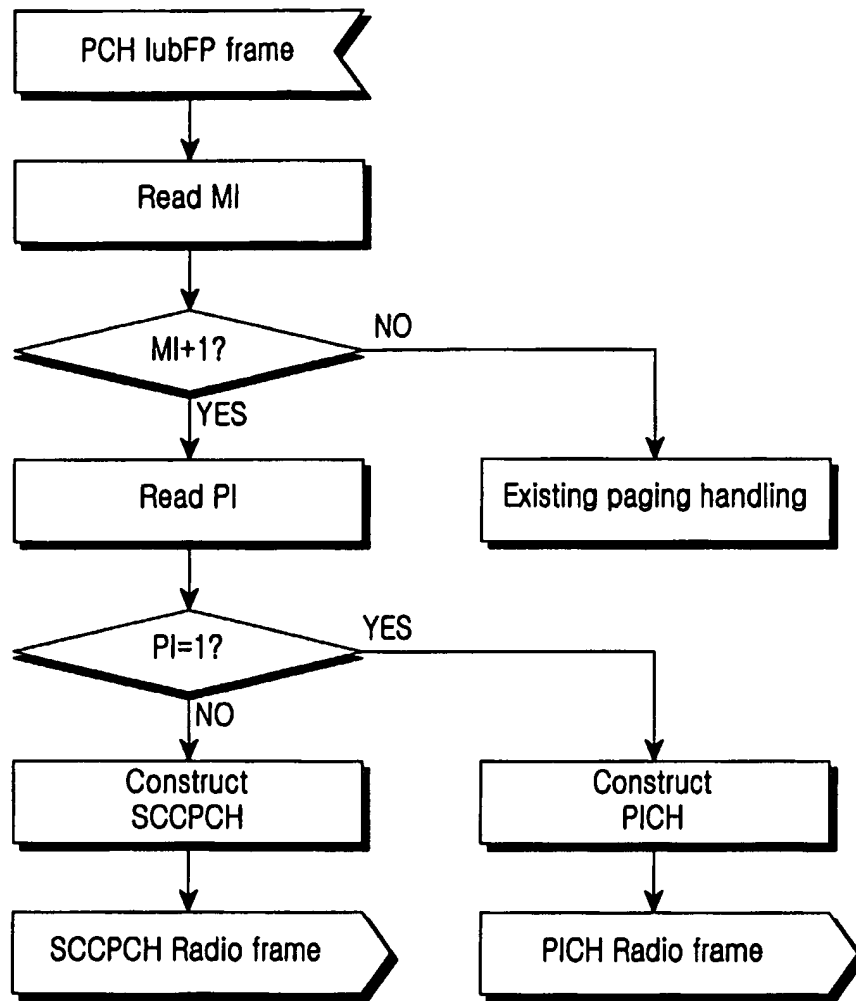 PCH IubFP frame
Read MI
MI+1?
NO
YES
Read PI
Existing paging handling
PI=1?
YES
NO
Construct
SCCPCH
Construct
PICH
SCCPCH Radio frame
PICH Radio frame